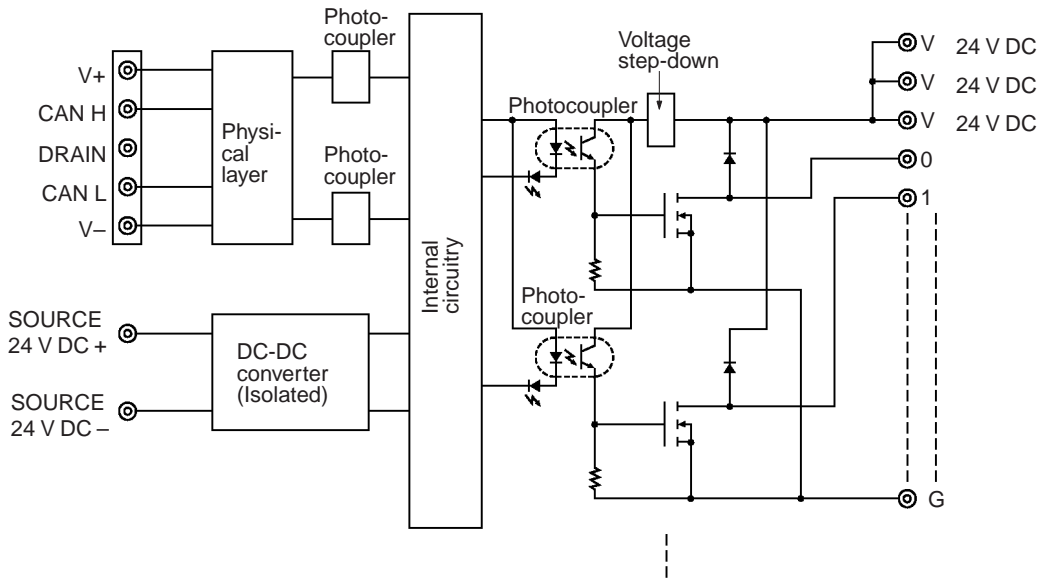 Photo-
coupler
V+
CAN H
DRAIN
CAN L
V–
Physi-
cal
layer
Photo-
coupler
SOURCE
24 V DC +
SOURCE
24 V DC –
DC-DC
converter
(Isolated)
Internal
circuitry
Photocoupler
Voltage
step-down
Photo-
coupler
V 24 V DC
V 24 V DC
V 24 V DC
0
1
G